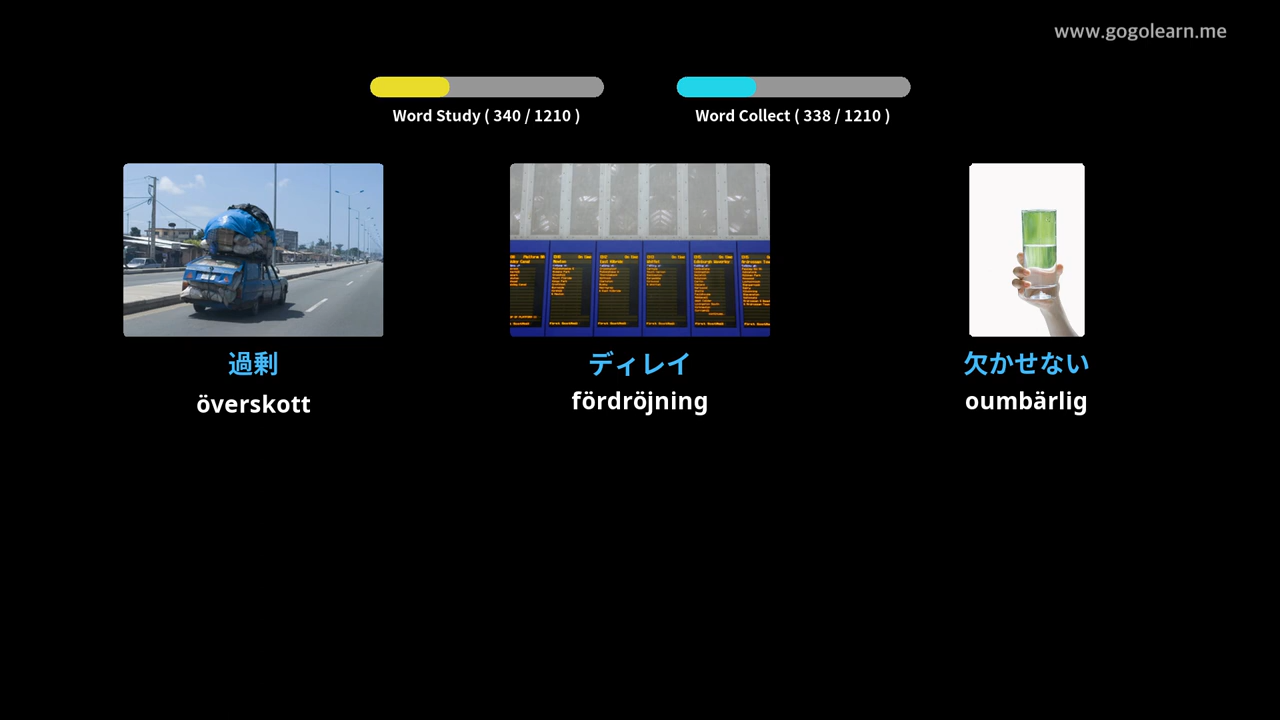 www.gogolearn.me
Word Study ( 340 / 1210 )
Word Collect ( 338 / 1210 )
過剰
ディレイ
欠かせない
överskott
fördröjning
oumbärlig